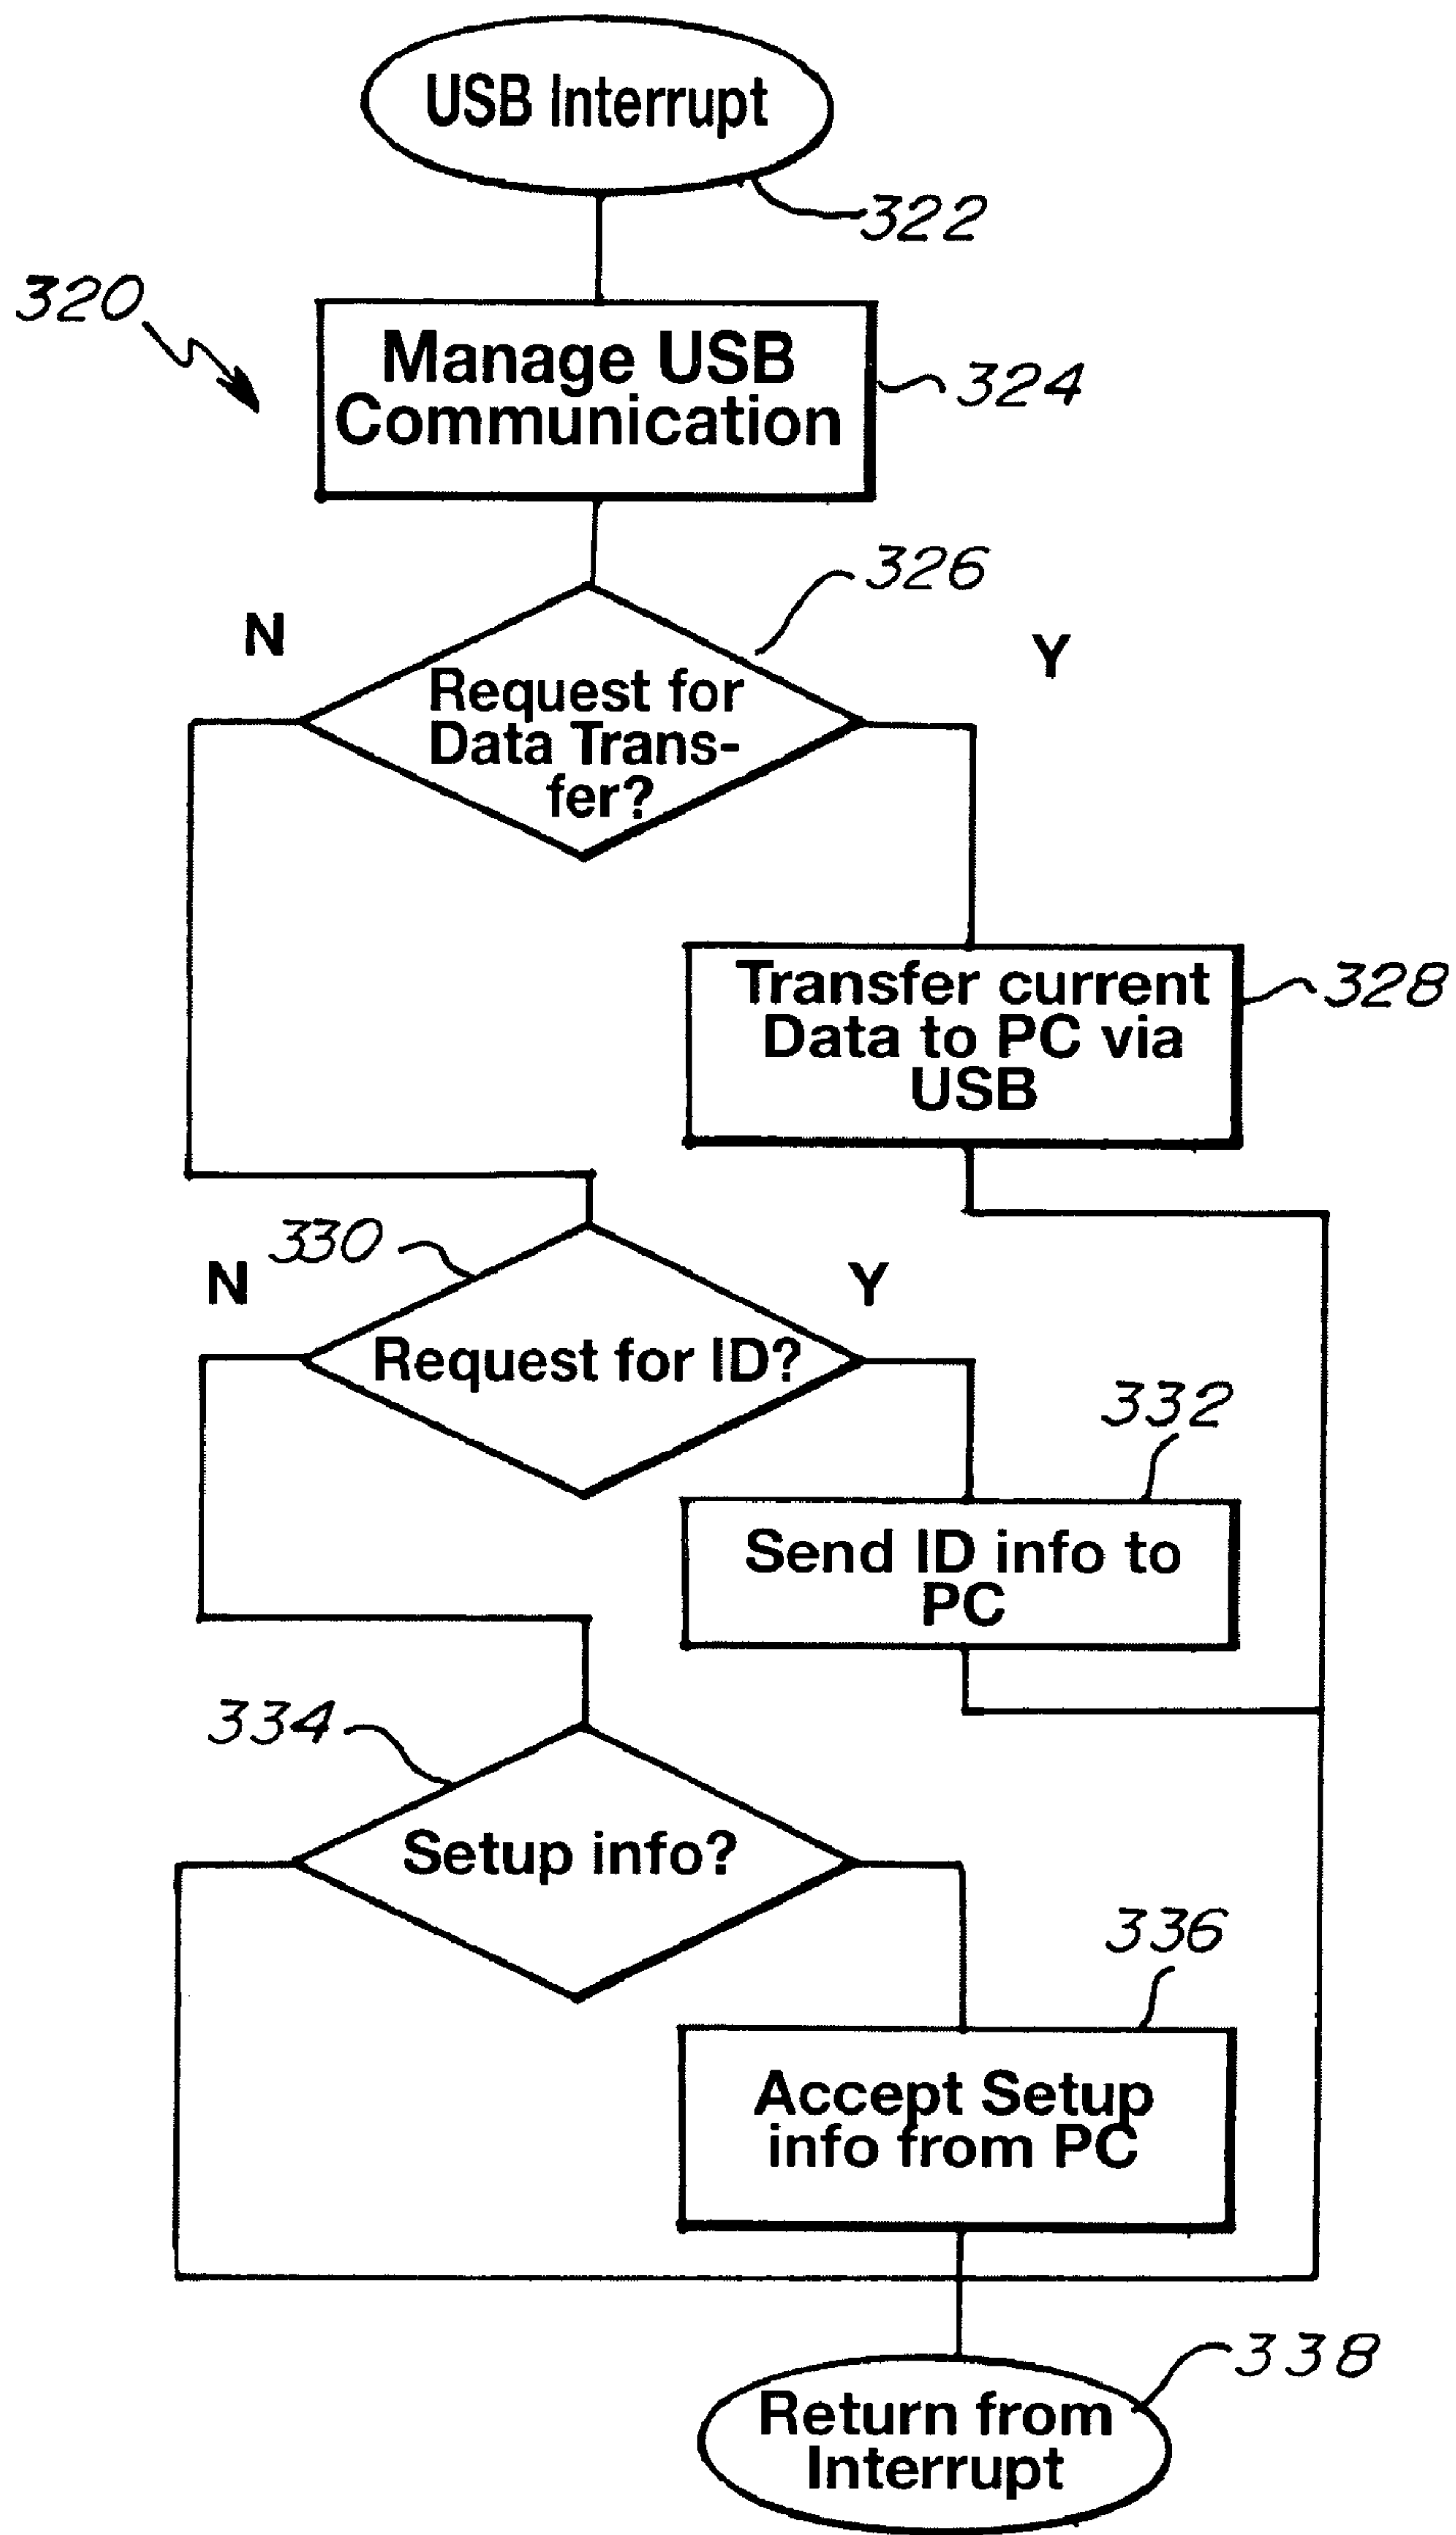 USB Interrupt
322
320
Manage USB
Communication
324
326
N
Y
Request for
Data Trans-
fer?
Transfer current
Data to PC via
USB
328
330
N
Y
Request for ID?
332
Send ID info to
PC
334
Setup info?
336
Accept Setup
info from PC
338
Return from
Interrupt